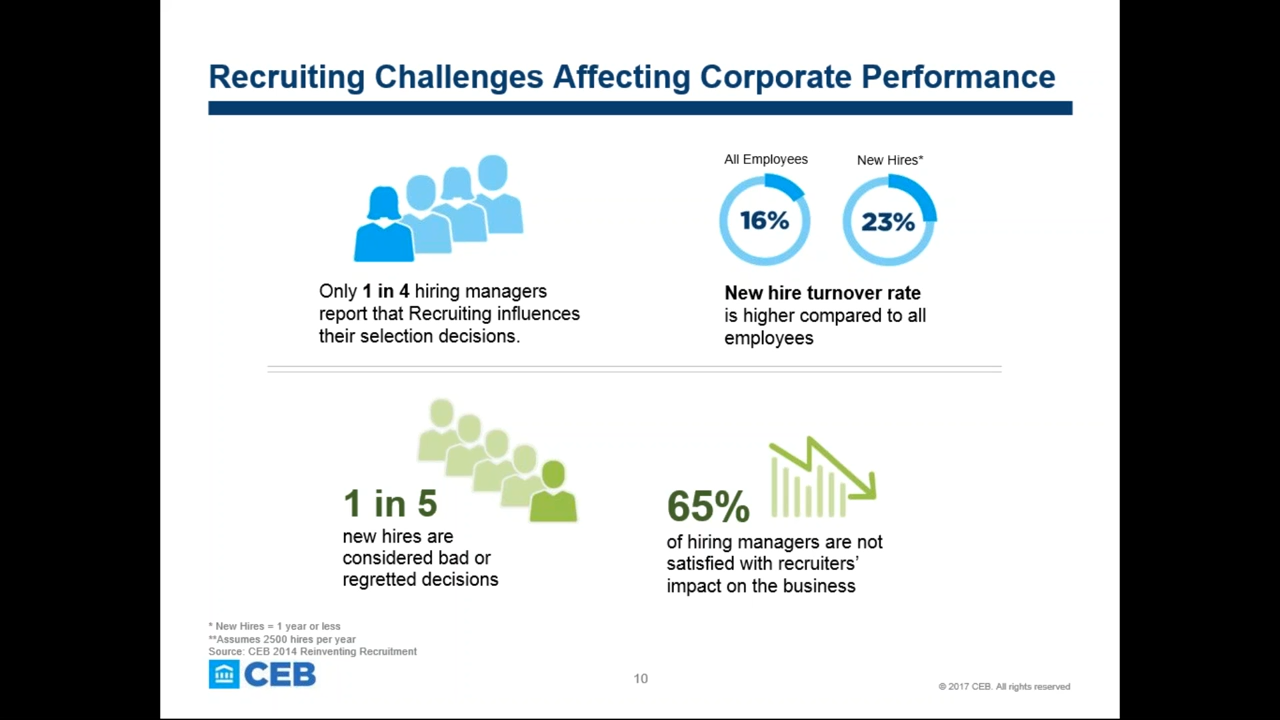 Recruiting Challenges Affecting Corporate Performance
Only 1 in 4 hiring managers
report that Recruiting influences
their selection decisions.
All Employees
New Hires*
16%
23%
New hire turnover rate
is higher compared to all
employees
1 in 5
new hires are
considered bad or
regretted decisions
65%
of hiring managers are not
satisfied with recruiters’
impact on the business
* New Hires = 1 year or less
**Assumes 2500 hires per year
Source: CEB 2014 Reinventing Recruitment
CEB
10
© 2017 CEB. All rights reserved